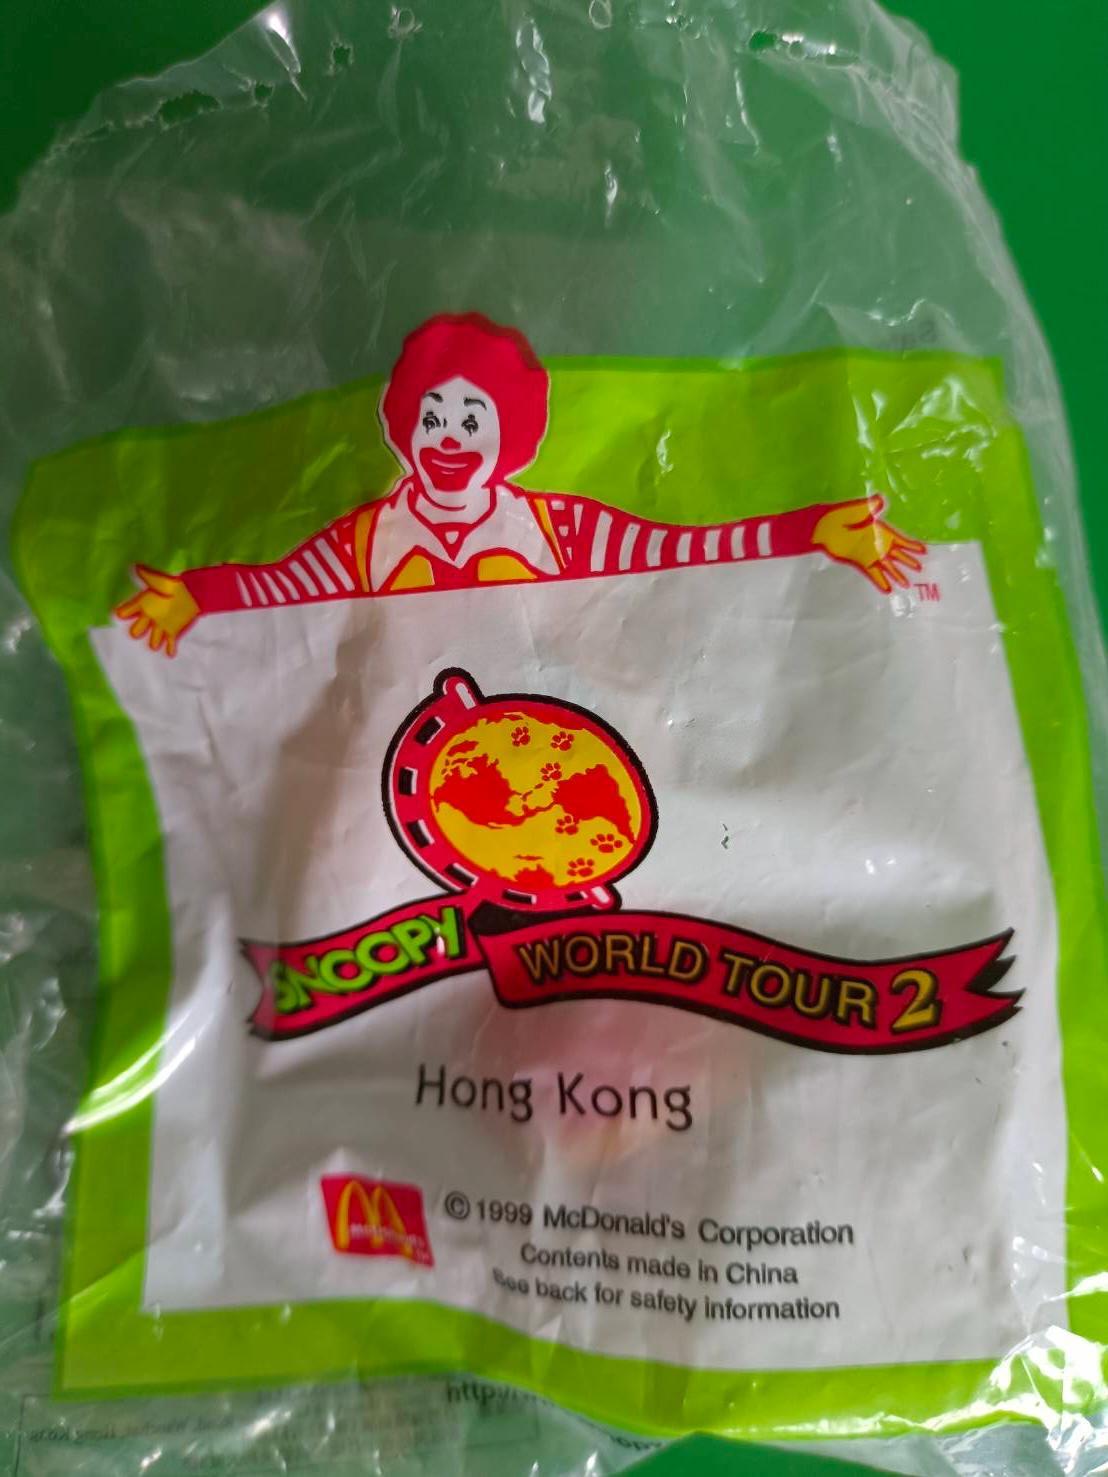 TM
SNOOPY WORLD TOUR 2
Hong Kong
© 1999 McDonald's Corporation
Contents made in China
See back for safety information